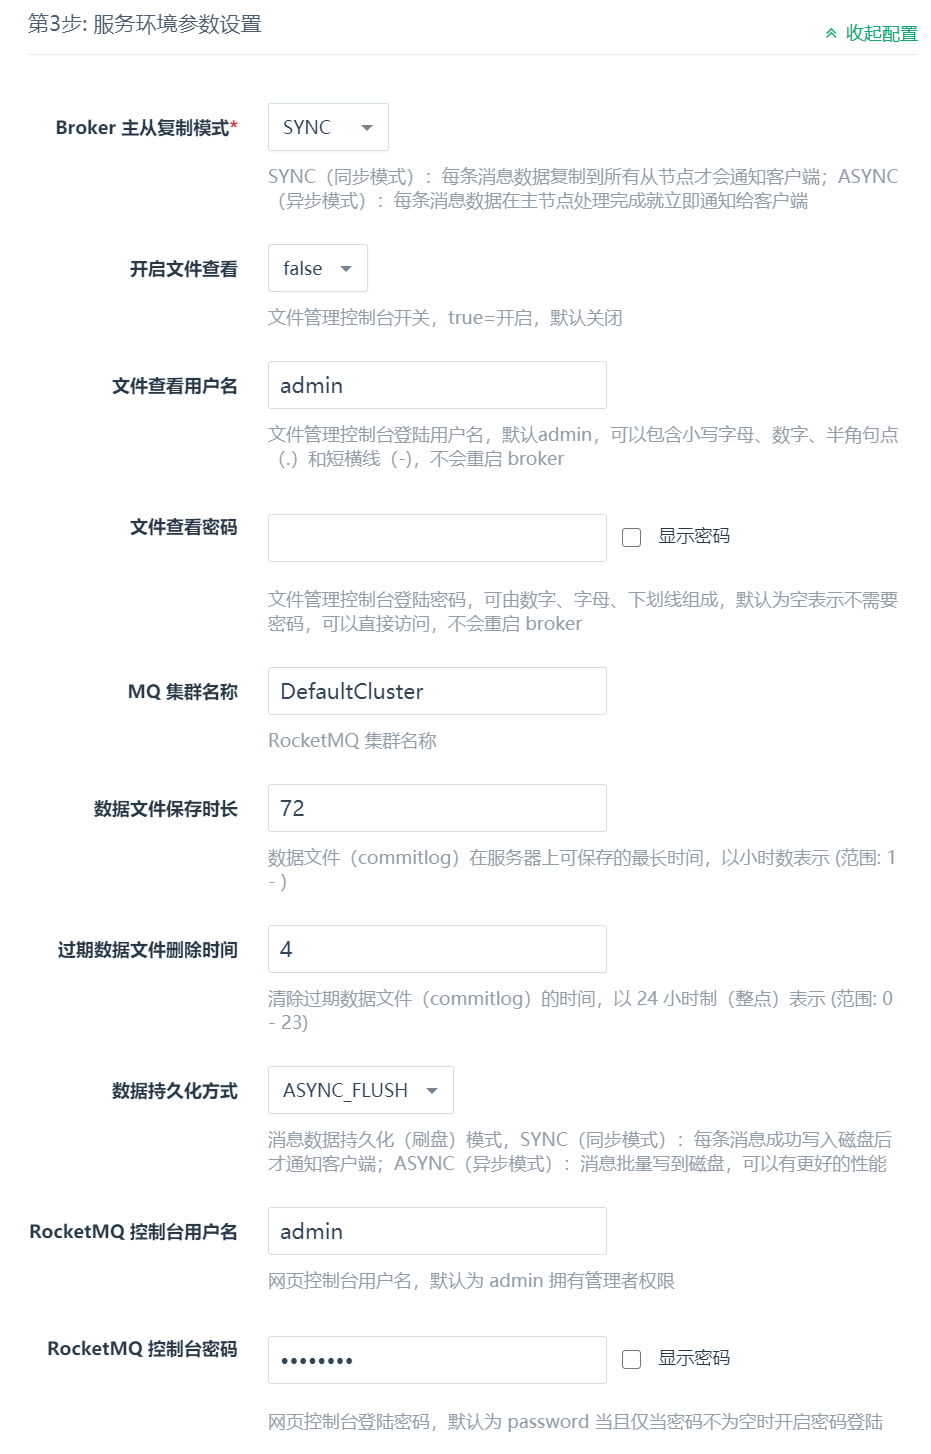 第3步: 服务环境参数设置
收起配置
Broker 主从复制模式*
SYNC
SYNC（同步模式）：每条消息数据复制到所有从节点才会通知客户端；ASYNC
（异步模式）：每条消息数据在主节点处理完成就立即通知给客户端
开启文件查看
false
文件管理控制台开关，true=开启，默认关闭
文件查看用户名
admin
文件管理控制台登陆用户名，默认admin，可以包含小写字母、数字、半角句点
（.）和短横线（-)，不会重启 broker
文件查看密码
显示密码
文件管理控制台登陆密码，可由数字、字母、下划线组成，默认为空表示不需要
密码，可以直接访问，不会重启 broker
MQ 集群名称
DefaultCluster
RocketMQ 集群名称
数据文件保存时长
72
数据文件（commitlog）在服务器上可保存的最长时间，以小时数表示 (范围: 1
- )
过期数据文件删除时间
4
清除过期数据文件（commitlog）的时间，以 24 小时制（整点）表示 (范围: 0
- 23)
数据持久化方式
ASYNC_FLUSH
消息数据持久化（刷盘）模式，SYNC（同步模式）：每条消息成功写入磁盘后
才通知客户端；ASYNC（异步模式）：消息批量写到磁盘，可以有更好的性能
RocketMQ 控制台用户名
admin
网页控制台用户名，默认为 admin 拥有管理者权限
RocketMQ 控制台密码
••••••••
显示密码
网页控制台登陆密码，默认为 password 当且仅当密码不为空时开启密码登陆